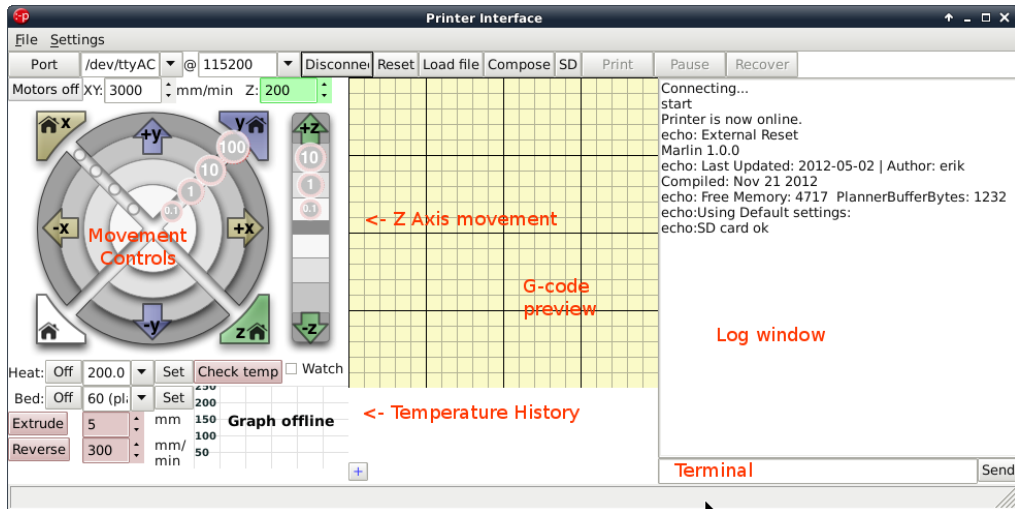 Printer Interface
File Settings
Port /dev/ttyAC @ 115200 Disconne Reset Load file Compose SD Print Pause Recover
Motors off XY: 3000 mm/min Z: 200
x +y y +z
100
10
1
0.1
10
1
0.1
-x +x
Movement
Controls
-y z -z
<- Z Axis movement
G-code
preview
Heat: Off 200.0 Set Check temp Watch
Bed: Off 60 (pl Set
Extrude 5 mm
Reverse 300 mm/
min
250
200
150
100
50
Graph offline
<- Temperature History
+
Connecting...
start
Printer is now online.
echo: External Reset
Marlin 1.0.0
echo: Last Updated: 2012-05-02 | Author: erik
Compiled: Nov 21 2012
echo: Free Memory: 4717 PlannerBufferBytes: 1232
echo:Using Default settings:
echo:SD card ok
Log window
Terminal
Send